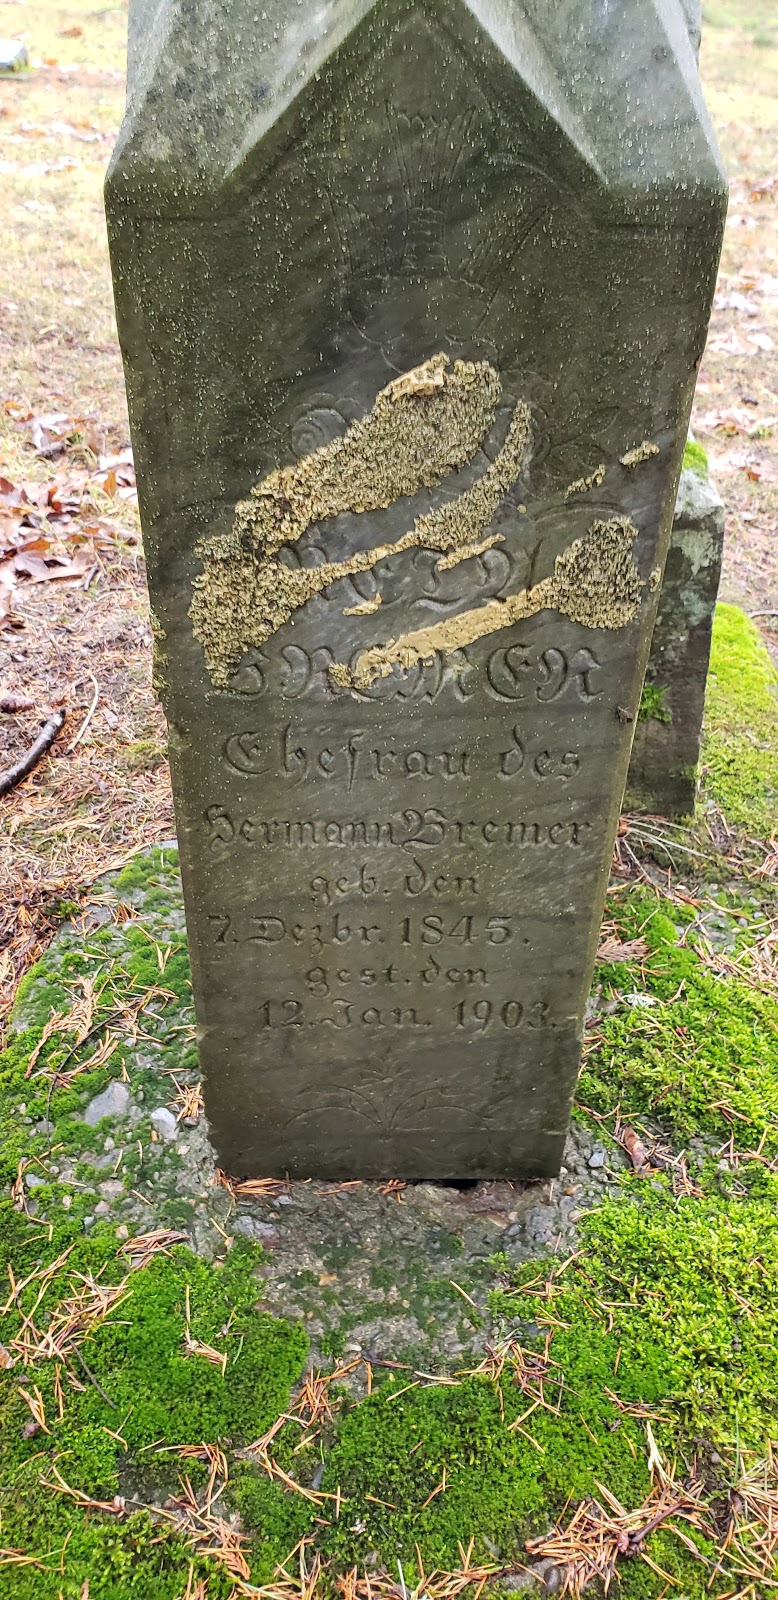 BREMER
Ehefrau des
Hermann Bremer
geb. den
7. Dezbr. 1845.
gest. den
12. Jan. 1903.